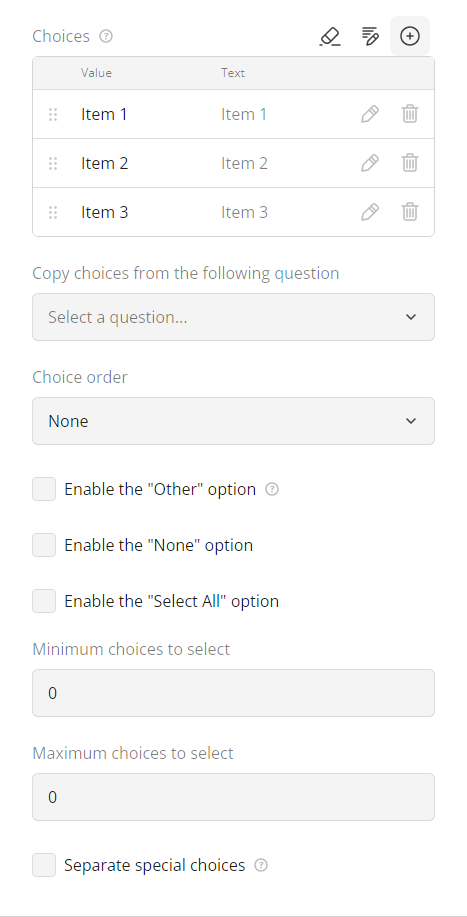 Choices ?
Value Text
Item 1 Item 1
Item 2 Item 2
Item 3 Item 3
Copy choices from the following question
Select a question...
Choice order
None
Enable the "Other" option ?
Enable the "None" option
Enable the "Select All" option
Minimum choices to select
0
Maximum choices to select
0
Separate special choices ?